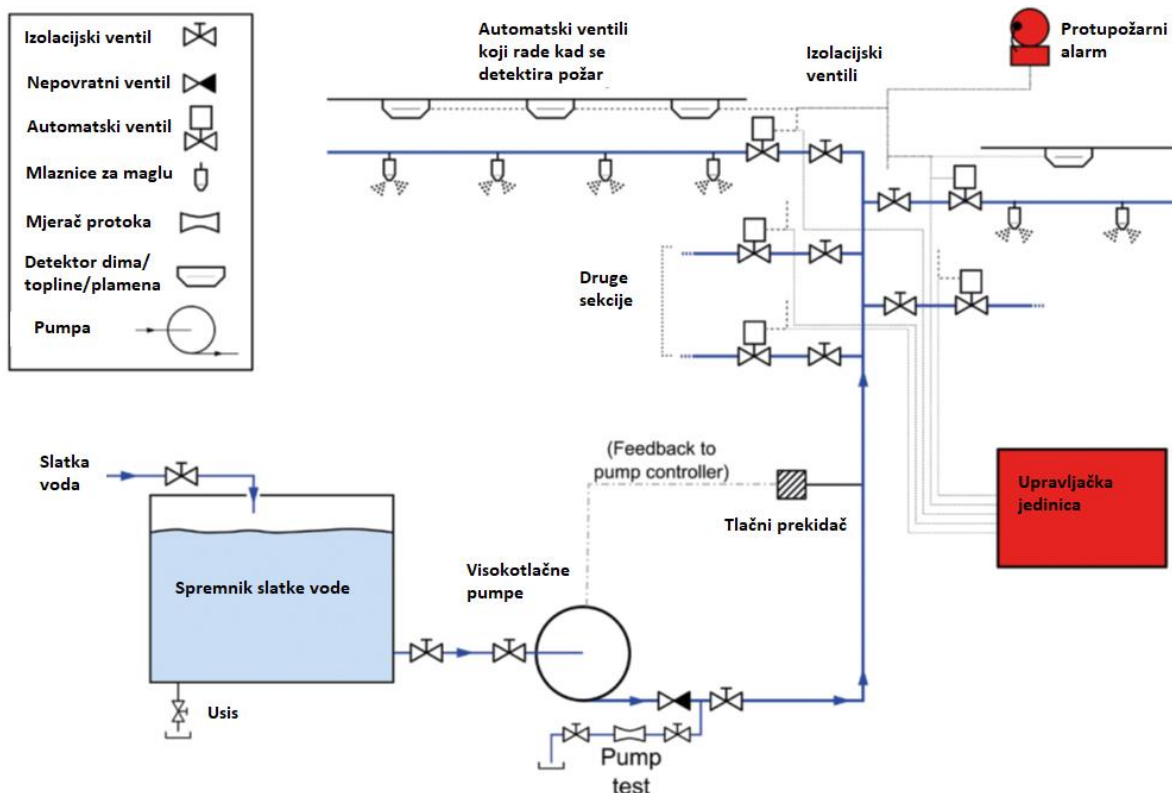 Izolacijski ventil
Nepovratni ventil
Automatski ventil
Mlaznice za maglu
Mjerač protoka
Detektor dima/
topline/plamena
Pumpa
Automatski ventili
koji rade kad se
detektira požar
Izolacijski
ventili
Protupožarni
alarm
Druge
sekcije
Slatka
voda
(Feedback to
pump controller)
Tlačni prekidač
Upravljačka
jedinica
Spremnik slatke vode
Visokotlačne
pumpe
Usis
Pump
test